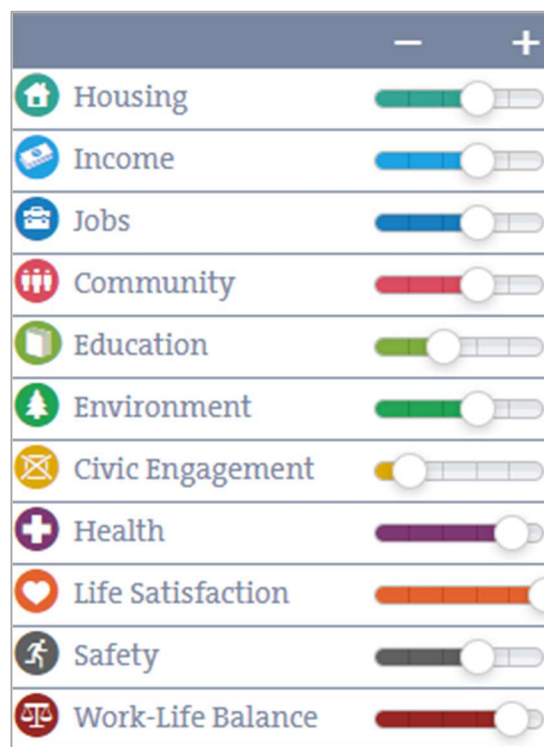 − +
Housing
Income
Jobs
Community
Education
Environment
Civic Engagement
Health
Life Satisfaction
Safety
Work-Life Balance